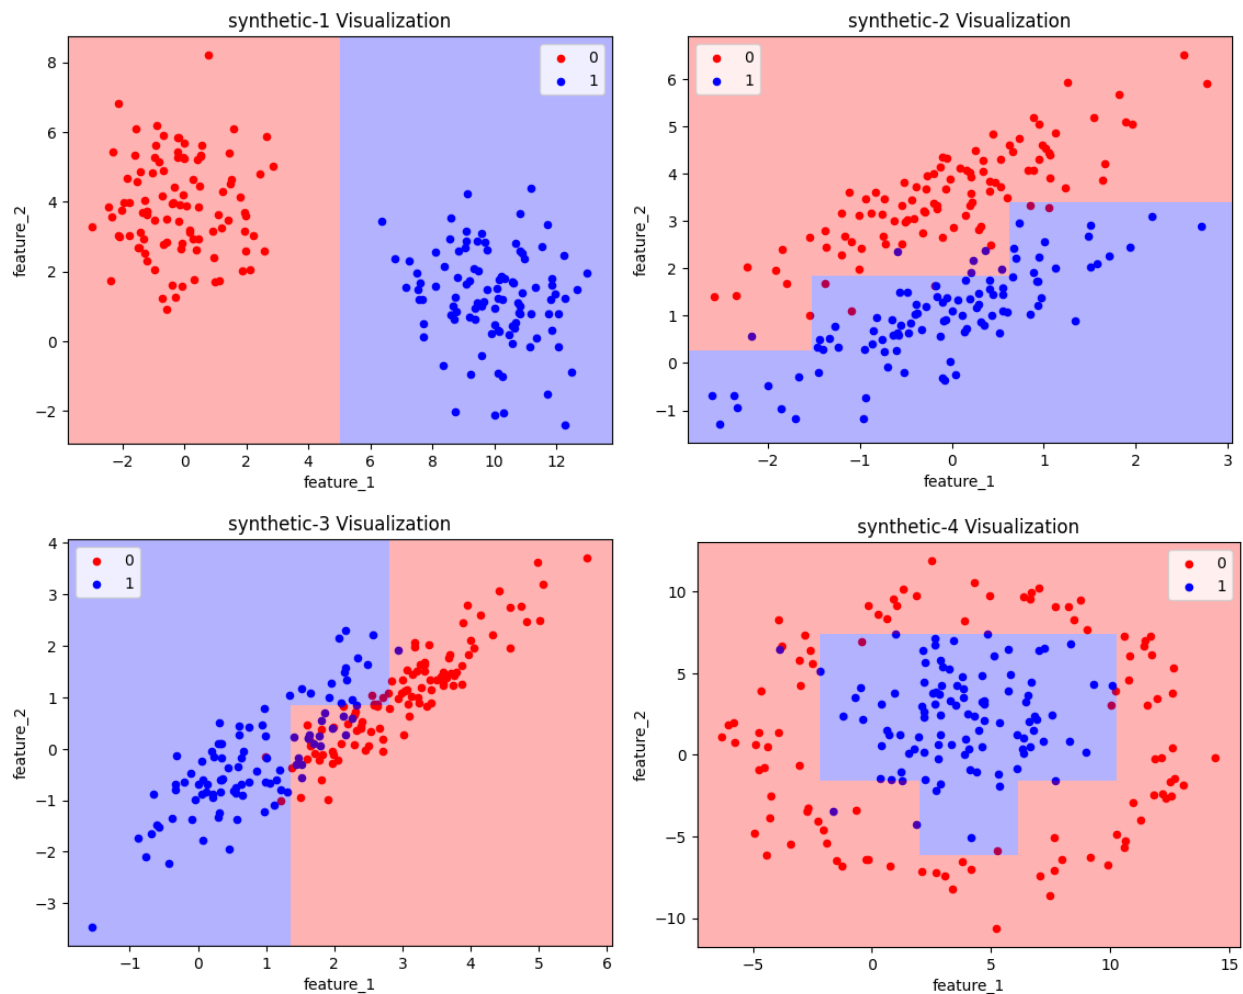 synthetic-1 Visualization
0
1
8
6
4
2
0
−2
feature_2
−2 0 2 4 6 8 10 12
feature_1
synthetic-2 Visualization
0
1
6
5
4
3
2
1
0
−1
feature_2
−2 −1 0 1 2 3
feature_1
synthetic-3 Visualization
0
1
4
3
2
1
0
−1
−2
−3
feature_2
−1 0 1 2 3 4 5 6
feature_1
synthetic-4 Visualization
0
1
10
5
0
−5
−10
feature_2
−5 0 5 10 15
feature_1